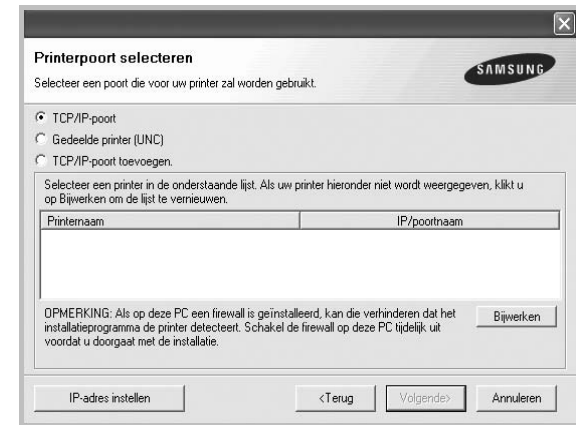 Printerpoort selecteren
Selecteer een poort die voor uw printer zal worden gebruikt.
SAMSUNG
TCP/IP-poort
Gedeelde printer (UNC)
TCP/IP-poort toevoegen.
Selecteer een printer in de onderstaande lijst. Als uw printer hieronder niet wordt weergegeven, klikt u
op Bijwerken om de lijst te vernieuwen.
Printernaam IP/poortnaam
OPMERKING: Als op deze PC een firewall is geïnstalleerd, kan die verhinderen dat het
installatieprogramma de printer detecteert. Schakel de firewall op deze PC tijdelijk uit
voordat u doorgaat met de installatie.
Bijwerken
IP-adres instellen <Terug Volgende> Annuleren